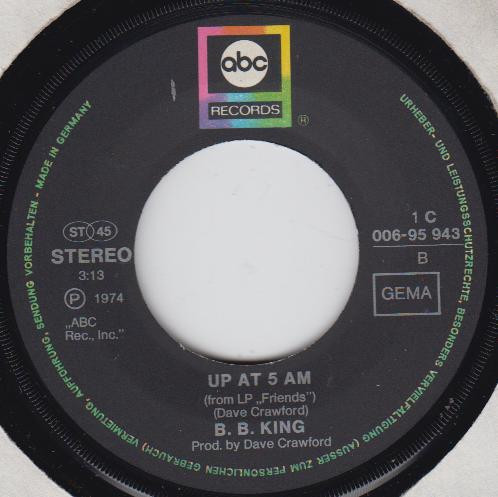 abc
RECORDS
URHEBER- UND LEISTUNGSSCHUTZRECHTE, BESONDERS VERVIELFÄLTIGUNG (AUSSER ZUM PERSÖNLICHEN GEBRAUCH) VERMIETUNG, AUFFÜHRUNG, SENDUNG VORBEHALTEN - MADE IN GERMANY
ST 45
STEREO
3:13
Ⓟ 1974
„ABC
Rec., Inc."
1 C
006-95 943
B
GEMA
UP AT 5 AM
(from LP „Friends")
(Dave Crawford)
B. B. KING
Prod. by Dave Crawford